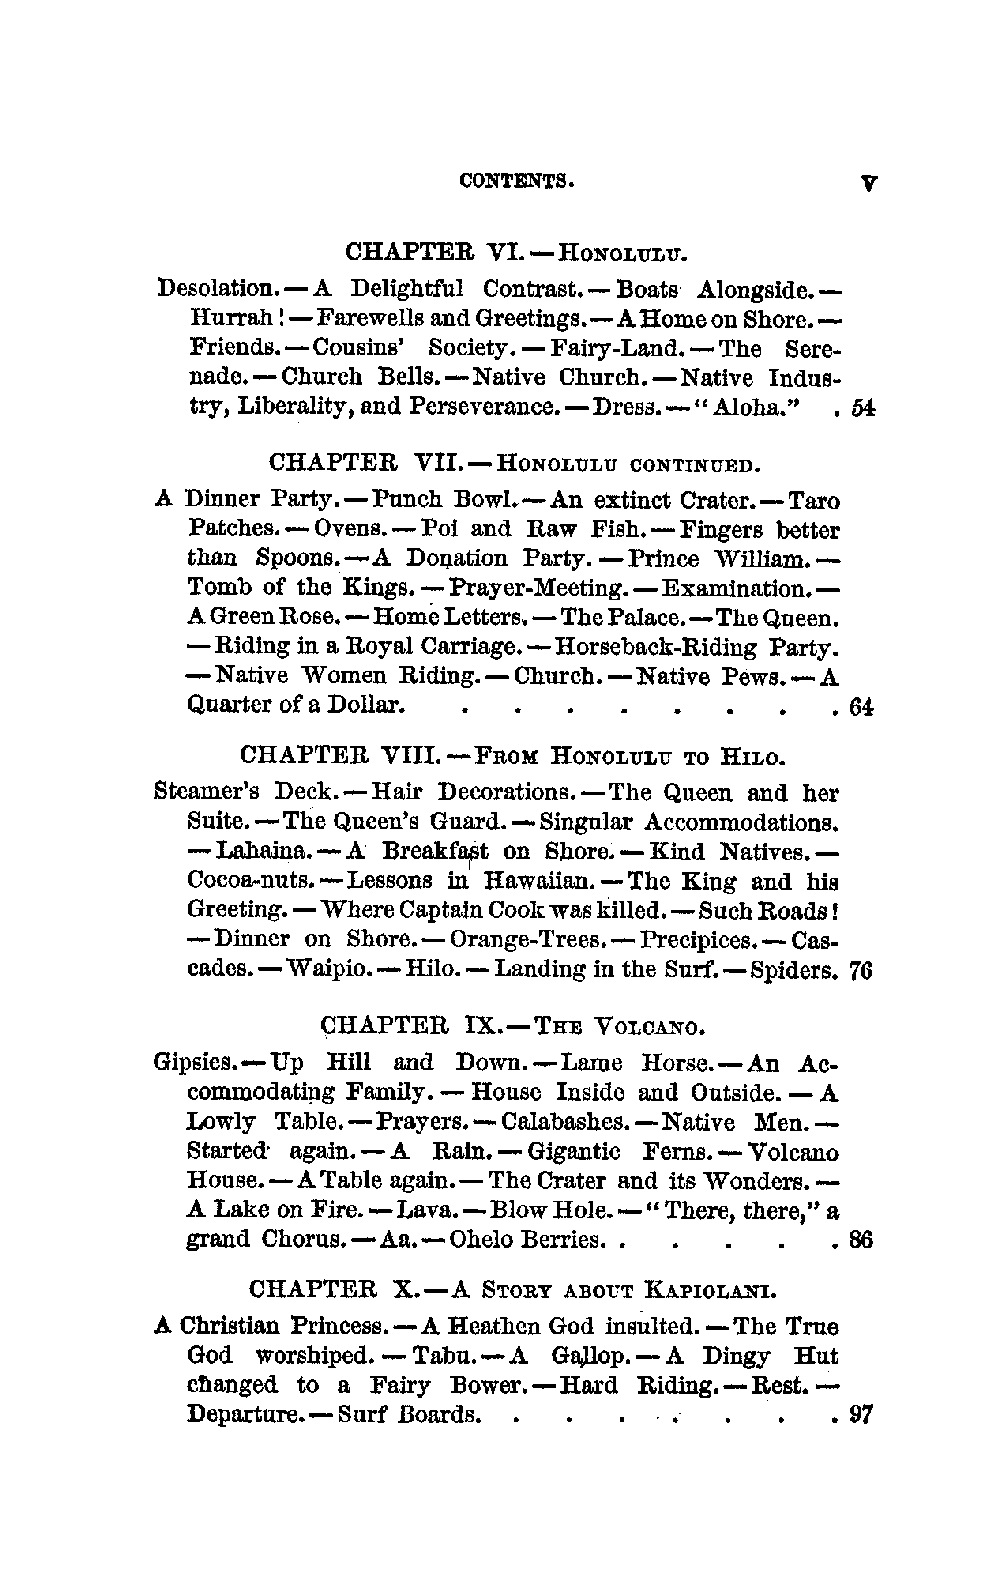 CONTENTS. V
CHAPTER VI. — HONOLULU.
Desolation. — A Delightful Contrast. — Boats Alongside. —
Hurrah! — Farewells and Greetings. — A Home on Shore. —
Friends. — Cousins' Society. — Fairy-Land. — The Sere-
nade. — Church Bells. — Native Church. — Native Indus-
try, Liberality, and Perseverance. — Dress. — "Aloha." . 54
CHAPTER VII. — HONOLULU CONTINUED.
A Dinner Party. — Punch Bowl. — An extinct Crater. — Taro
Patches. — Ovens. — Poi and Raw Fish. — Fingers better
than Spoons. — A Donation Party. — Prince William. —
Tomb of the Kings. — Prayer-Meeting. — Examination. —
A Green Rose. — Home Letters. — The Palace. — The Queen.
— Riding in a Royal Carriage. — Horseback-Riding Party.
— Native Women Riding. — Church. — Native Pews. — A
Quarter of a Dollar. . . . . . . . . 64
CHAPTER VIII. — FROM HONOLULU TO HILO.
Steamer's Deck. — Hair Decorations. — The Queen and her
Suite. — The Queen's Guard. — Singular Accommodations.
— Lahaina. — A Breakfast on Shore. — Kind Natives. —
Cocoa-nuts. — Lessons in Hawaiian. — The King and his
Greeting. — Where Captain Cook was killed. — Such Roads!
— Dinner on Shore. — Orange-Trees. — Precipices. — Cas-
cades. — Waipio. — Hilo. — Landing in the Surf. — Spiders. 76
CHAPTER IX. — THE VOLCANO.
Gipsies. — Up Hill and Down. — Lame Horse. — An Ac-
commodating Family. — House Inside and Outside. — A
Lowly Table. — Prayers. — Calabashes. — Native Men. —
Started again. — A Rain. — Gigantic Ferns. — Volcano
House. — A Table again. — The Crater and its Wonders. —
A Lake on Fire. — Lava. — Blow Hole. — "There, there," a
grand Chorus. — Aa. — Ohelo Berries. . . . . . 86
CHAPTER X. — A STORY ABOUT KAPIOLANI.
A Christian Princess. — A Heathen God insulted. — The True
God worshiped. — Tabu. — A Gallop. — A Dingy Hut
changed to a Fairy Bower. — Hard Riding. — Rest. —
Departure. — Surf Boards. . . . . . . . 97